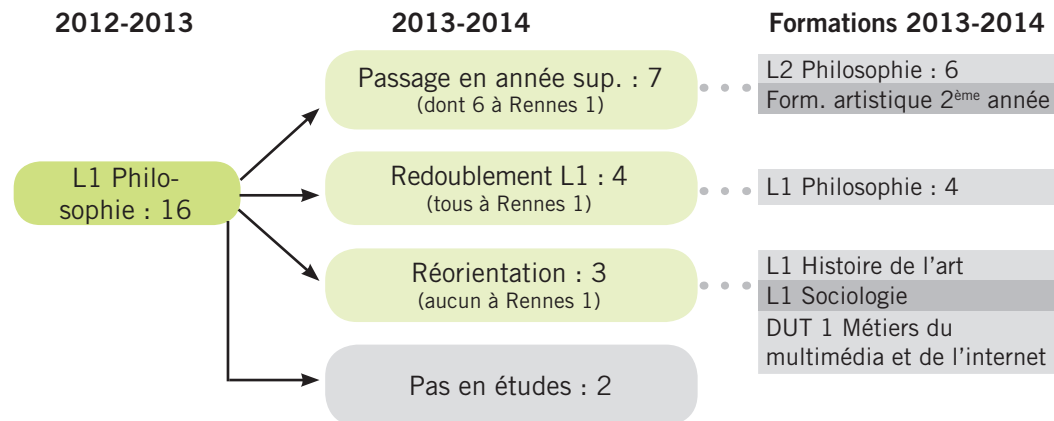 2012-2013
2013-2014
Formations 2013-2014
L1 Philo-
sophie : 16
Passage en année sup. : 7
(dont 6 à Rennes 1)
L2 Philosophie : 6
Form. artistique 2ème année
Redoublement L1 : 4
(tous à Rennes 1)
L1 Philosophie : 4
Réorientation : 3
(aucun à Rennes 1)
L1 Histoire de l’art
L1 Sociologie
DUT 1 Métiers du
multimédia et de l’internet
Pas en études : 2